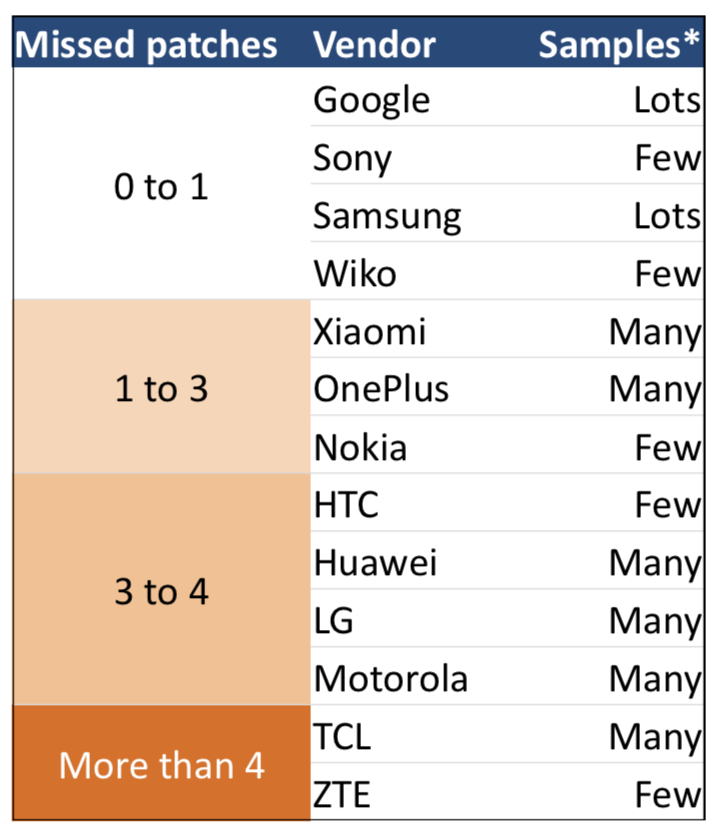 Missed patches Vendor Samples*
0 to 1
Google Lots
Sony Few
Samsung Lots
Wiko Few
1 to 3
Xiaomi Many
OnePlus Many
Nokia Few
3 to 4
HTC Few
Huawei Many
LG Many
Motorola Many
More than 4
TCL Many
ZTE Few